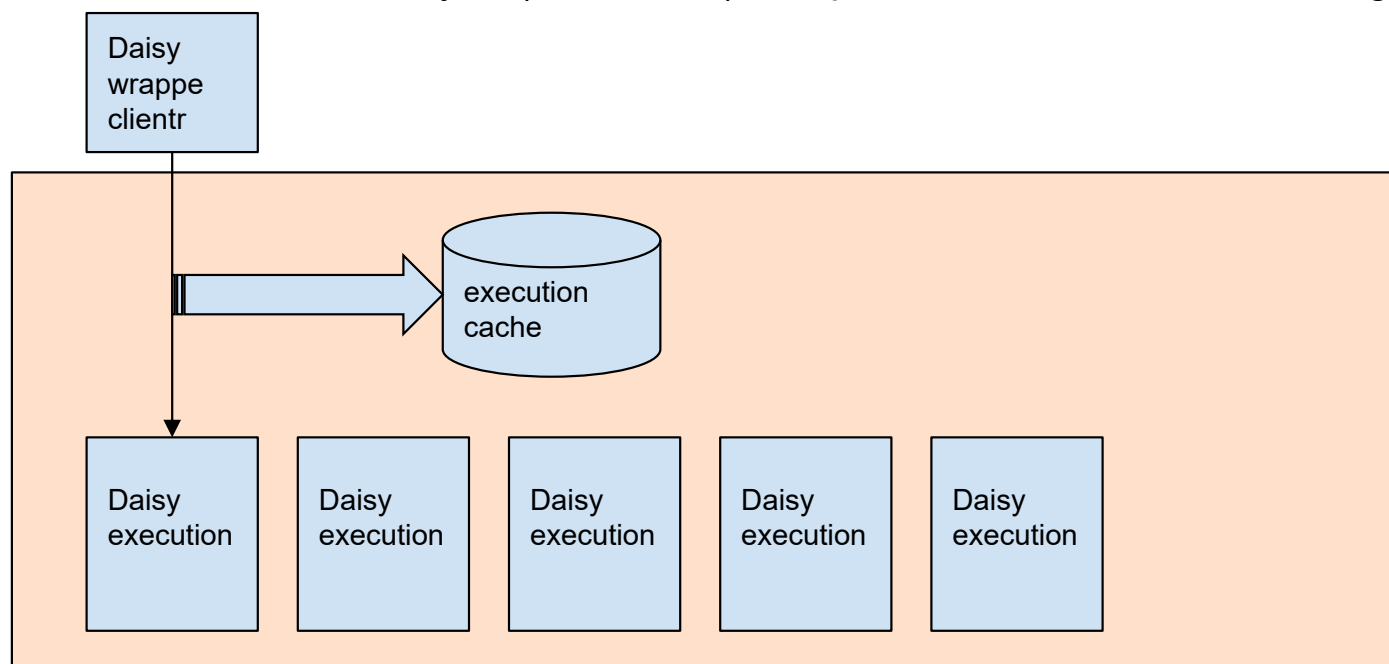 Daisy
wrappe
clientr
execution
cache
Daisy
execution
Daisy
execution
Daisy
execution
Daisy
execution
Daisy
execution